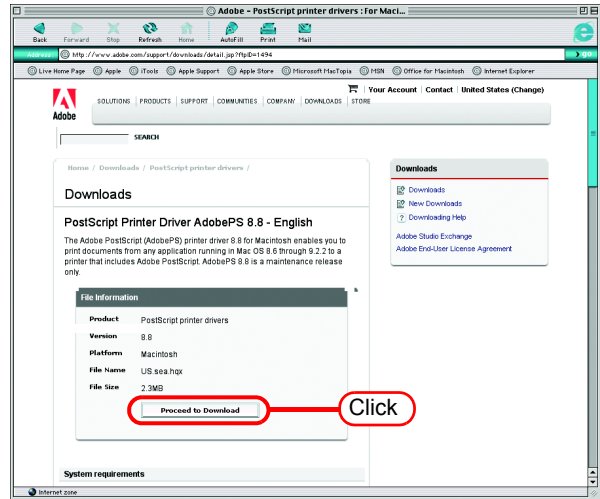 Adobe - PostScript printer drivers : For Maci...
Back Forward Stop Refresh Home AutoFill Print Mail
Address http://www.adobe.com/support/downloads/detail.jsp?ftpID=1494 go
Live Home Page Apple iTools Apple Support Apple Store Microsoft MacTopia MSN Office for Macintosh Internet Explorer
Your Account Contact United States (Change)
Adobe
SOLUTIONS PRODUCTS SUPPORT COMMUNITIES COMPANY DOWNLOADS STORE
SEARCH
Home / Downloads / PostScript printer drivers /
Downloads
PostScript Printer Driver AdobePS 8.8 - English
The Adobe PostScript (AdobePS) printer driver 8.8 for Macintosh enables you to
print documents from any application running in Mac OS 8.6 through 9.2.2 to a
printer that includes Adobe PostScript. AdobePS 8.8 is a maintenance release
only.
File Information
Product PostScript printer drivers
Version 8.8
Platform Macintosh
File Name US.sea.hqx
File Size 2.3MB
Proceed to Download
Click
System requirements
Downloads
Downloads
New Downloads
? Downloading Help
Adobe Studio Exchange
Adobe End-User License Agreement
Internet zone